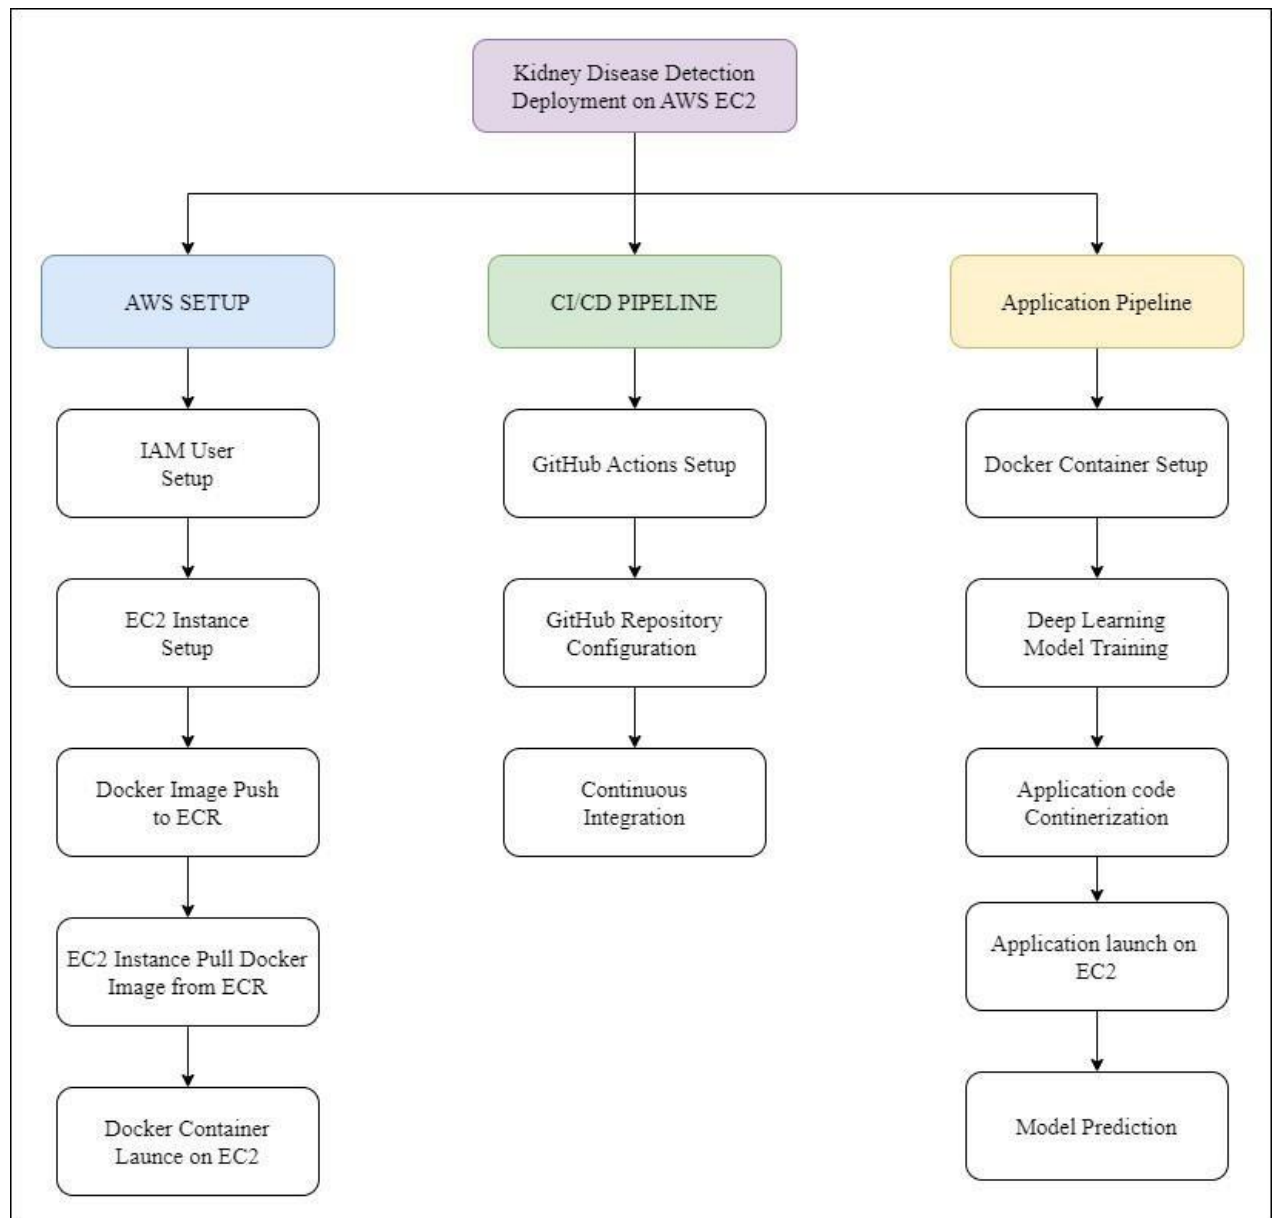 Kidney Disease Detection
Deployment on AWS EC2
AWS SETUP
CI/CD PIPELINE
Application Pipeline
IAM User
Setup
GitHub Actions Setup
Docker Container Setup
EC2 Instance
Setup
GitHub Repository
Configuration
Deep Learning
Model Training
Docker Image Push
to ECR
Continuous
Integration
Application code
Continerization
EC2 Instance Pull Docker
Image from ECR
Application launch on
EC2
Docker Container
Launce on EC2
Model Prediction